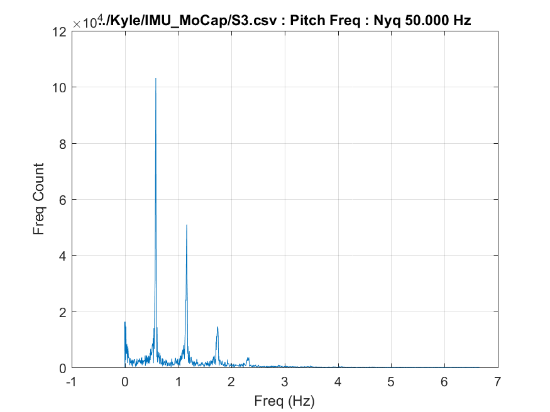 ×10⁴../Kyle/IMU_MoCap/S3.csv : Pitch Freq : Nyq 50.000 Hz
12
10
8
6
4
2
0
Freq Count
-1 0 1 2 3 4 5 6 7
Freq (Hz)